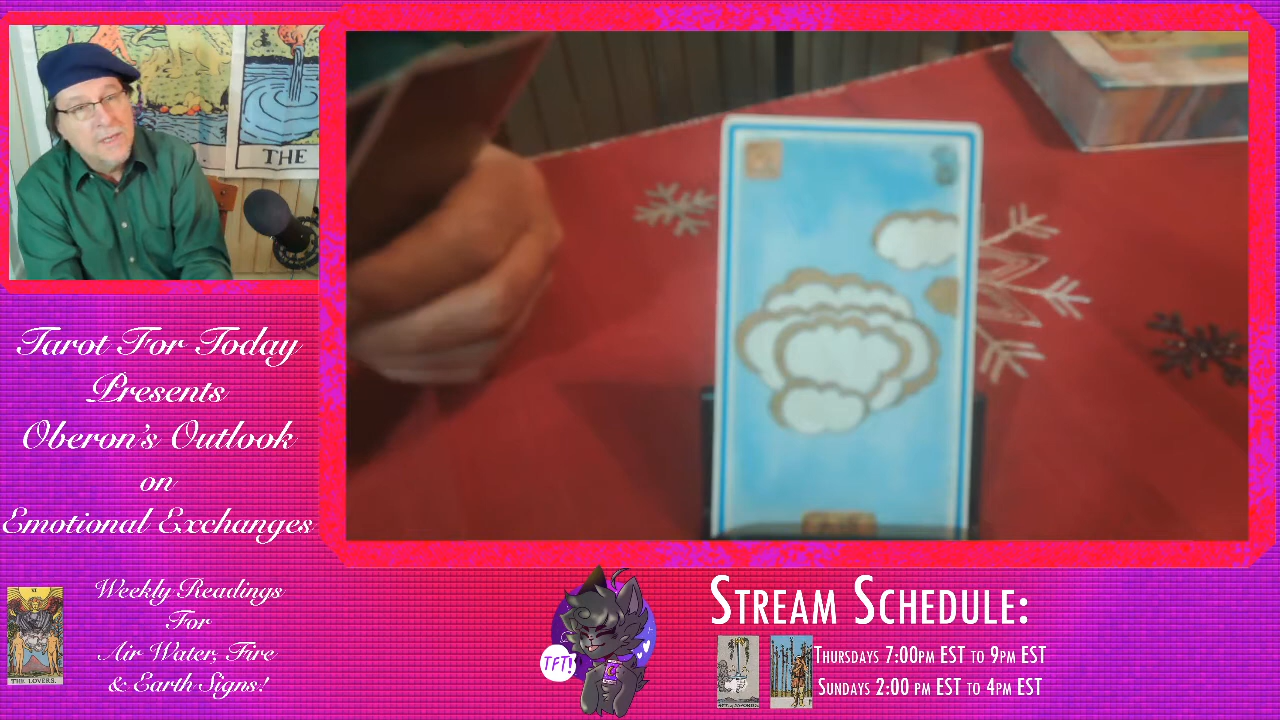 THE
Tarot For Today
Presents
Oberon's Outlook
on
Emotional Exchanges
Weekly Readings
For
Air Water, Fire
& Earth Signs!
VI
THE LOVERS.
TFT!
STREAM SCHEDULE:
THURSDAYS 7:00PM EST TO 9PM EST
SUNDAYS 2:00 PM EST TO 4PM EST